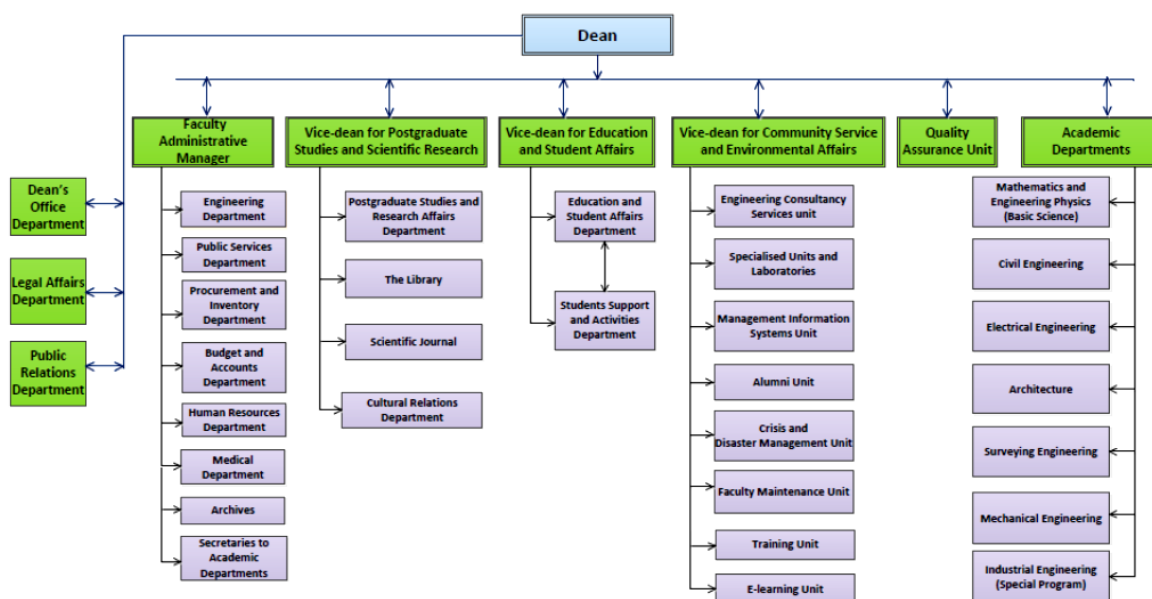 Dean
Faculty
Administrative
Manager
Vice-dean for Postgraduate
Studies and Scientific Research
Vice-dean for Education
and Student Affairs
Vice-dean for Community Service
and Environmental Affairs
Quality
Assurance Unit
Academic
Departments
Dean's
Office
Department
Legal Affairs
Department
Public
Relations
Department
Engineering
Department
Public Services
Department
Procurement and
Inventory
Department
Budget and
Accounts
Department
Human Resources
Department
Medical
Department
Archives
Secretaries to
Academic
Departments
Postgraduate Studies and
Research Affairs
Department
The Library
Scientific Journal
Cultural Relations
Department
Education and
Student Affairs
Department
Students Support
and Activities
Department
Engineering Consultancy
Services unit
Specialised Units and
Laboratories
Management Information
Systems Unit
Alumni Unit
Crisis and
Disaster Management Unit
Faculty Maintenance Unit
Training Unit
E-learning Unit
Mathematics and
Engineering Physics
(Basic Science)
Civil Engineering
Electrical Engineering
Architecture
Surveying Engineering
Mechanical Engineering
Industrial Engineering
(Special Program)